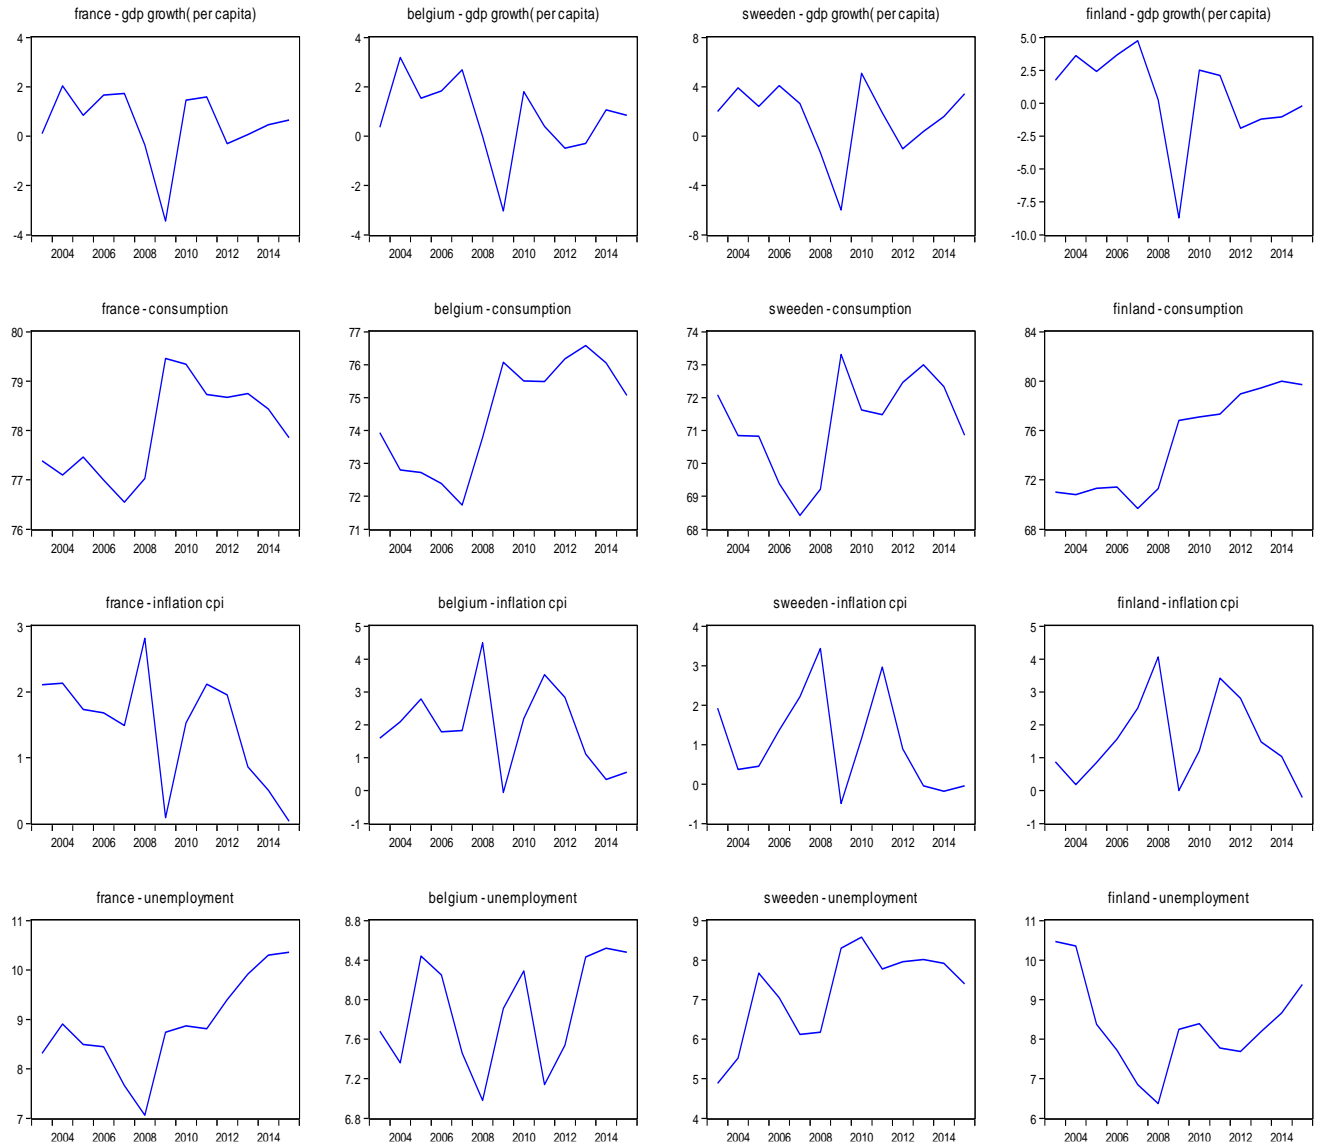 france - gdp growth( per capita) belgium - gdp growth( per capita) sweden - gdp growth( per capita) finland - gdp growth( per capita)
4 4 8 5.0
2 2 4 2.5
0.0
0 0 0 -2.5
-2 -2 -4 -5.0
-7.5
-4 -4 -8 -10.0
2004 2006 2008 2010 2012 2014 2004 2006 2008 2010 2012 2014 2004 2006 2008 2010 2012 2014 2004 2006 2008 2010 2012 2014
france - consumption belgium - consumption sweden - consumption finland - consumption
80 77 74 84
79 76 73 80
78 75 72 76
77 74 71 72
76 73 70 68
72 69
71 68
2004 2006 2008 2010 2012 2014 2004 2006 2008 2010 2012 2014 2004 2006 2008 2010 2012 2014 2004 2006 2008 2010 2012 2014
france - inflation cpi belgium - inflation cpi sweden - inflation cpi finland - inflation cpi
3 5 4 5
2 4 3 4
1 3 2 3
0 2 1 2
1 0 1
0 -1 0
-1 -1
2004 2006 2008 2010 2012 2014 2004 2006 2008 2010 2012 2014 2004 2006 2008 2010 2012 2014 2004 2006 2008 2010 2012 2014
france - unemployment belgium - unemployment sweden - unemployment finland - unemployment
11 8.8 9 11
10 8.4 8 10
9 8.0 7 9
8 7.6 6 8
7 7.2 5 7
6.8 4 6
2004 2006 2008 2010 2012 2014 2004 2006 2008 2010 2012 2014 2004 2006 2008 2010 2012 2014 2004 2006 2008 2010 2012 2014